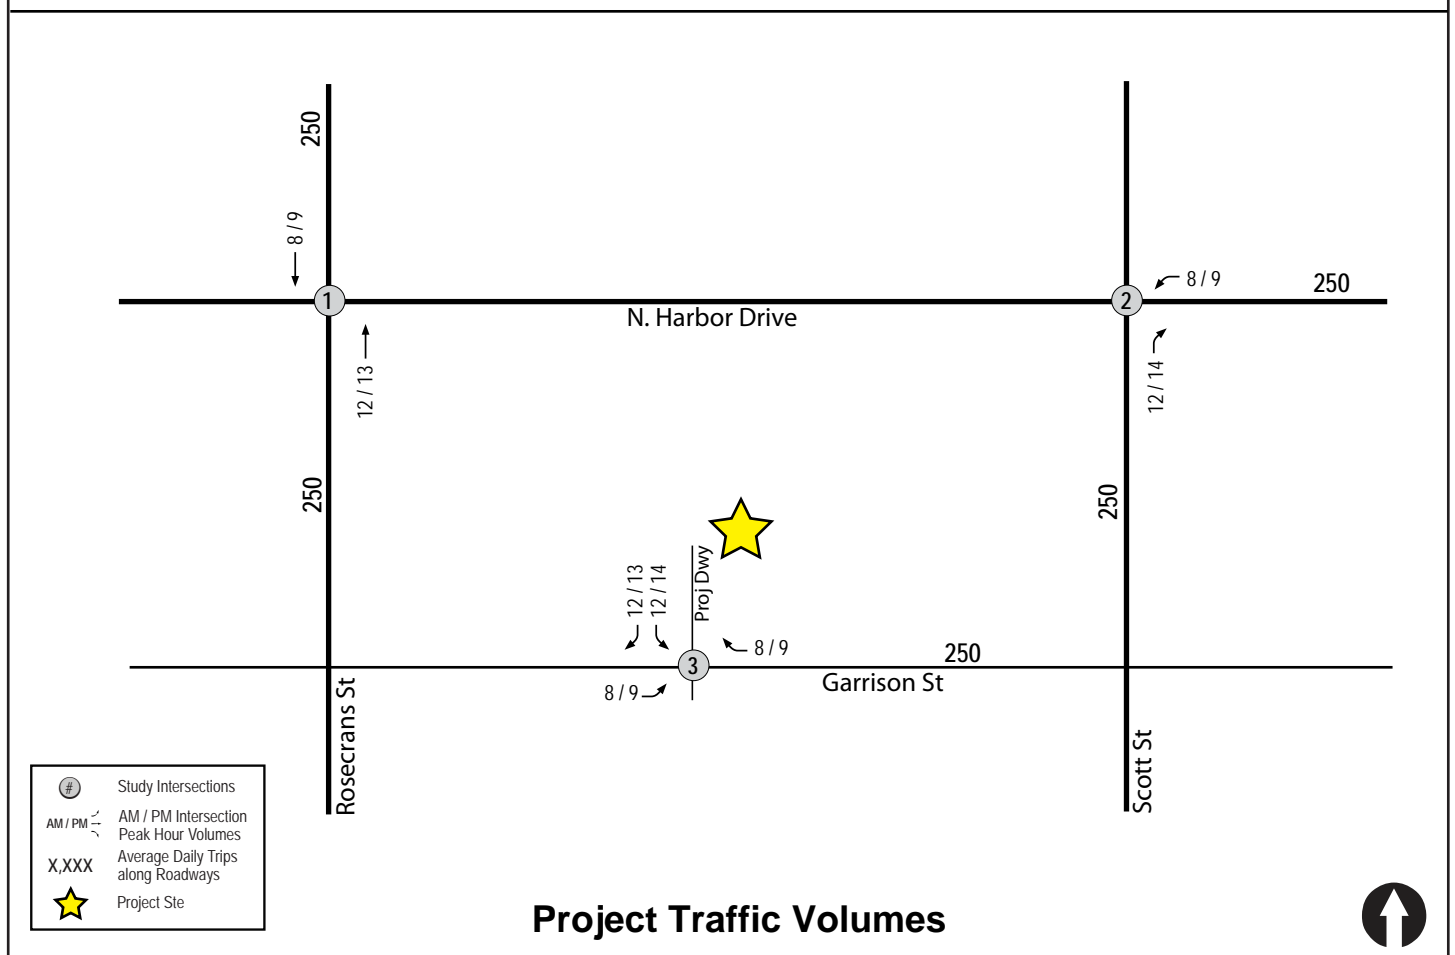 250
8 / 9
1
N. Harbor Drive
2
8 / 9
250
12 / 13
12 / 14
250
250
12 / 13
12 / 14
Proj Dwy
8 / 9
3
250
8 / 9
Garrison St
Rosecrans St
Scott St
# Study Intersections
AM / PM AM / PM Intersection
Peak Hour Volumes
X,XXX Average Daily Trips
along Roadways
Project Ste
Project Traffic Volumes